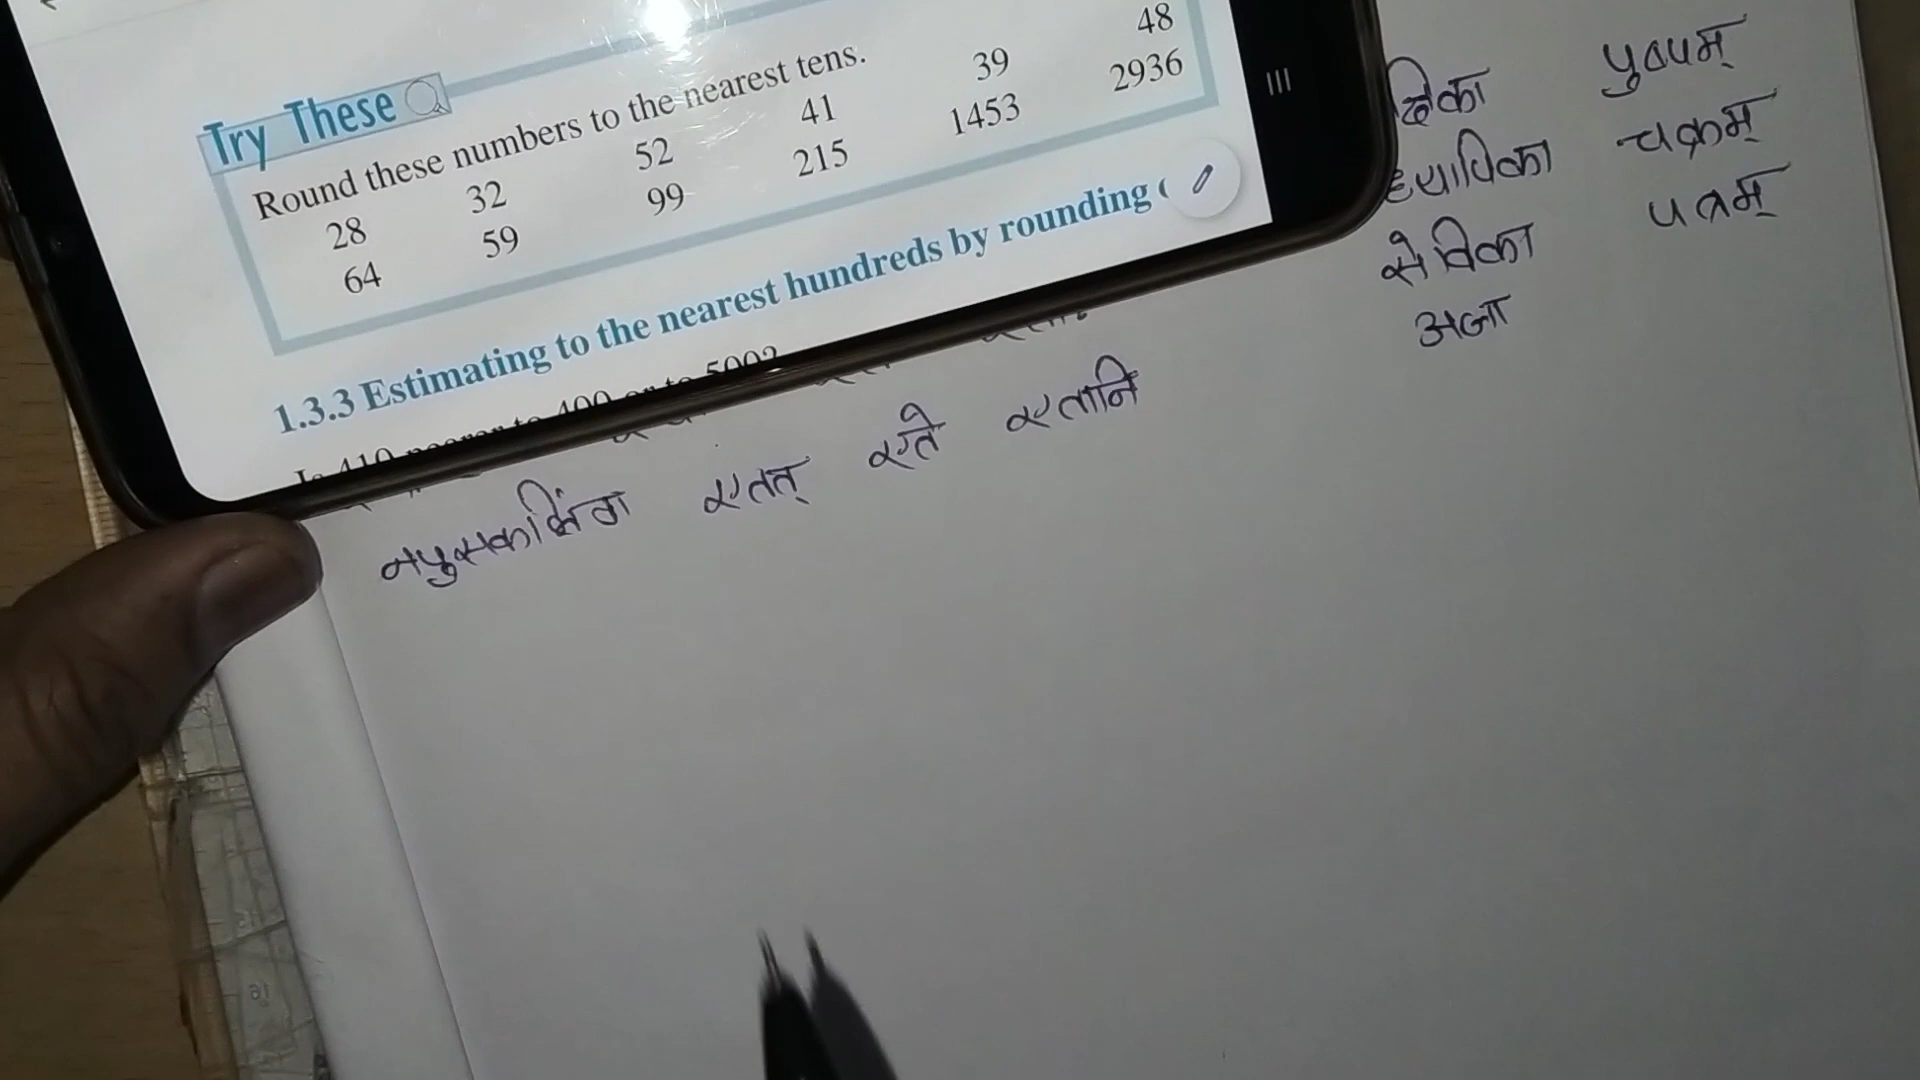 Try These
Round these numbers to the nearest tens.
28 32 52 41 39 48
64 59 99 215 1453 2936
1.3.3 Estimating to the nearest hundreds by rounding
नपुसकलिंग एतत् एते एतानि
पुष्पम्
चक्रम्
सेविका पत्रम्
अजा